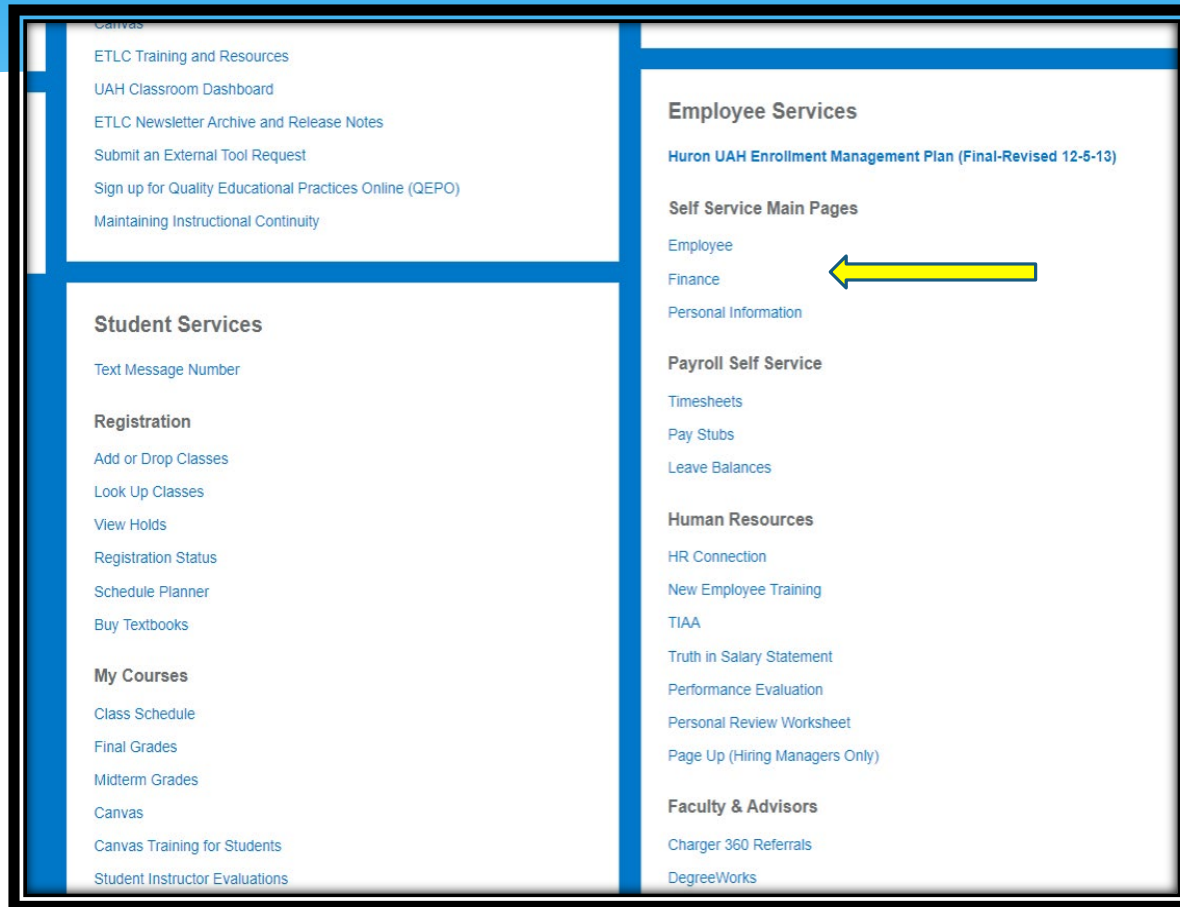 Canvas
ETLC Training and Resources
UAH Classroom Dashboard
ETLC Newsletter Archive and Release Notes
Submit an External Tool Request
Sign up for Quality Educational Practices Online (QEPO)
Maintaining Instructional Continuity
Student Services
Text Message Number
Registration
Add or Drop Classes
Look Up Classes
View Holds
Registration Status
Schedule Planner
Buy Textbooks
My Courses
Class Schedule
Final Grades
Midterm Grades
Canvas
Canvas Training for Students
Student Instructor Evaluations
Employee Services
Huron UAH Enrollment Management Plan (Final-Revised 12-5-13)
Self Service Main Pages
Employee
Finance
Personal Information
Payroll Self Service
Timesheets
Pay Stubs
Leave Balances
Human Resources
HR Connection
New Employee Training
TIAA
Truth in Salary Statement
Performance Evaluation
Personal Review Worksheet
Page Up (Hiring Managers Only)
Faculty & Advisors
Charger 360 Referrals
DegreeWorks